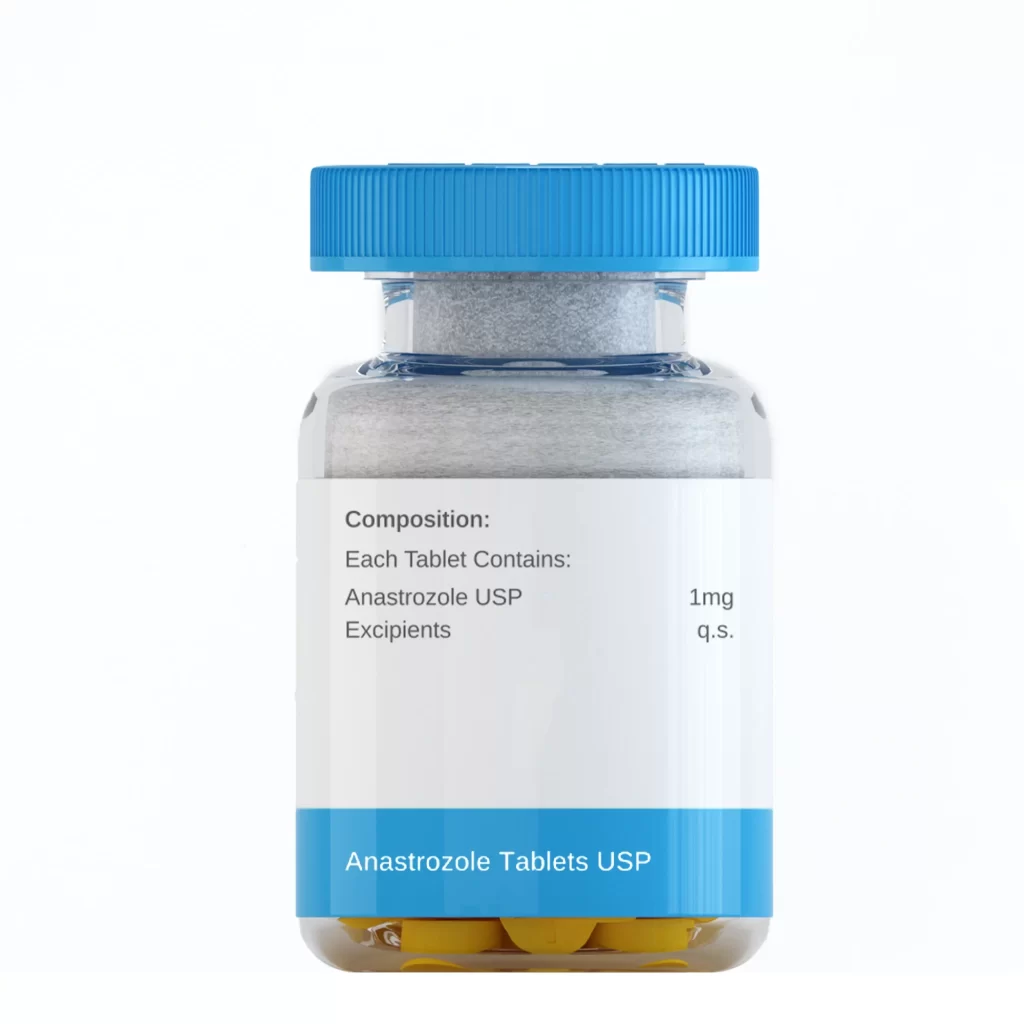 Composition:
Each Tablet Contains:
Anastrozole USP 1mg
Excipients q.s.
Anastrozole Tablets USP